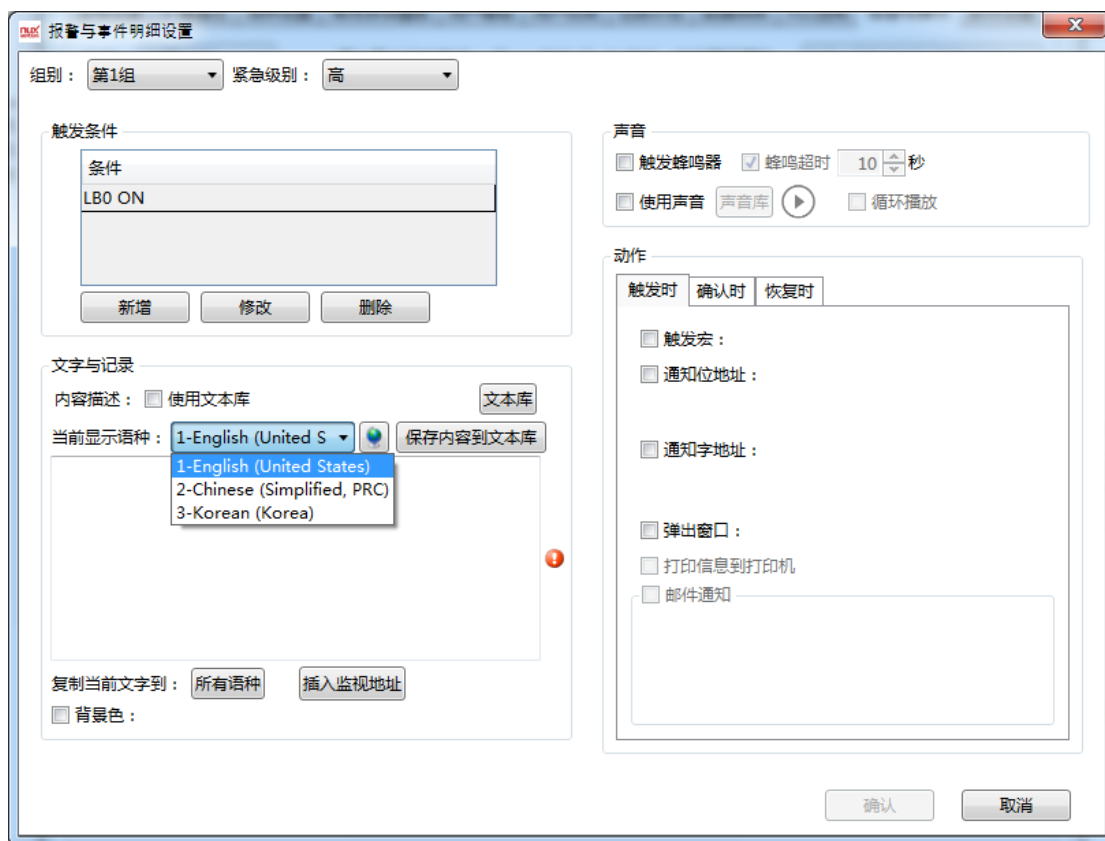 nux
报警与事件明细设置
组别： 第1组 紧急级别： 高
触发条件
条件
LB0 ON
新增 修改 删除
文字与记录
内容描述： 使用文本库 文本库
当前显示语种： 1-English (United S 保存内容到文本库
1-English (United States)
2-Chinese (Simplified, PRC)
3-Korean (Korea)
复制当前文字到： 所有语种 插入监视地址
背景色：
声音
触发蜂鸣器 蜂鸣超时 10 秒
使用声音 声音库 循环播放
动作
触发时 确认时 恢复时
触发宏：
通知位地址：
通知字地址：
弹出窗口：
打印信息到打印机
邮件通知
确认 取消